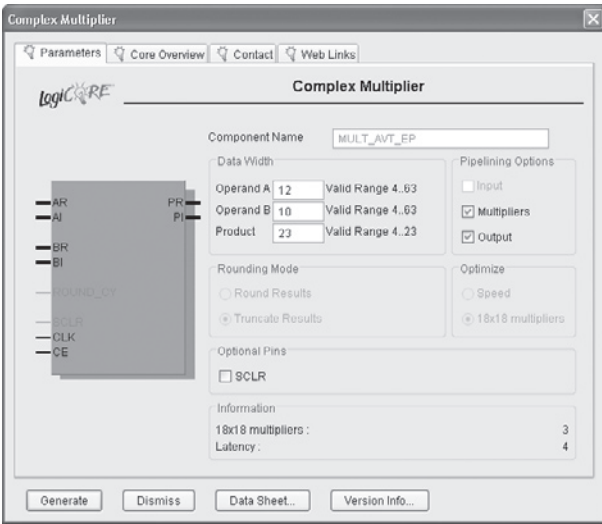 Complex Multiplier
Parameters Core Overview Contact Web Links
LogiCORE
Complex Multiplier
Component Name MULT_AVT_EP
Data Width
Operand A 12 Valid Range 4..63
Operand B 10 Valid Range 4..63
Product 23 Valid Range 4..23
Pipelining Options
Input
Multipliers
Output
AR
AI
BR
BI
ROUND_CY
SCLR
CLK
CE
PR
PI
Rounding Mode
Round Results
Truncate Results
Optimize
Speed
18x18 multipliers
Optional Pins
SCLR
Information
18x18 multipliers : 3
Latency : 4
Generate Dismiss Data Sheet... Version Info...